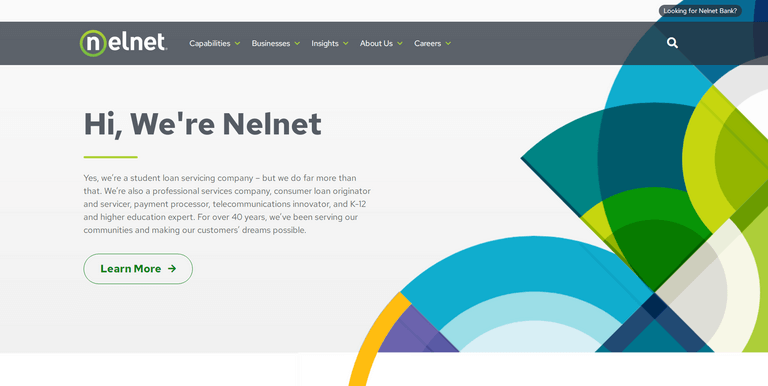 Looking for Nelnet Bank?
nelnet
Capabilities Businesses Insights About Us Careers
Hi, We're Nelnet
Yes, we're a student loan servicing company – but we do far more than
that. We're also a professional services company, consumer loan originator
and servicer, payment processor, telecommunications innovator, and K-12
and higher education expert. For over 40 years, we've been serving our
communities and making our customers' dreams possible.
Learn More →